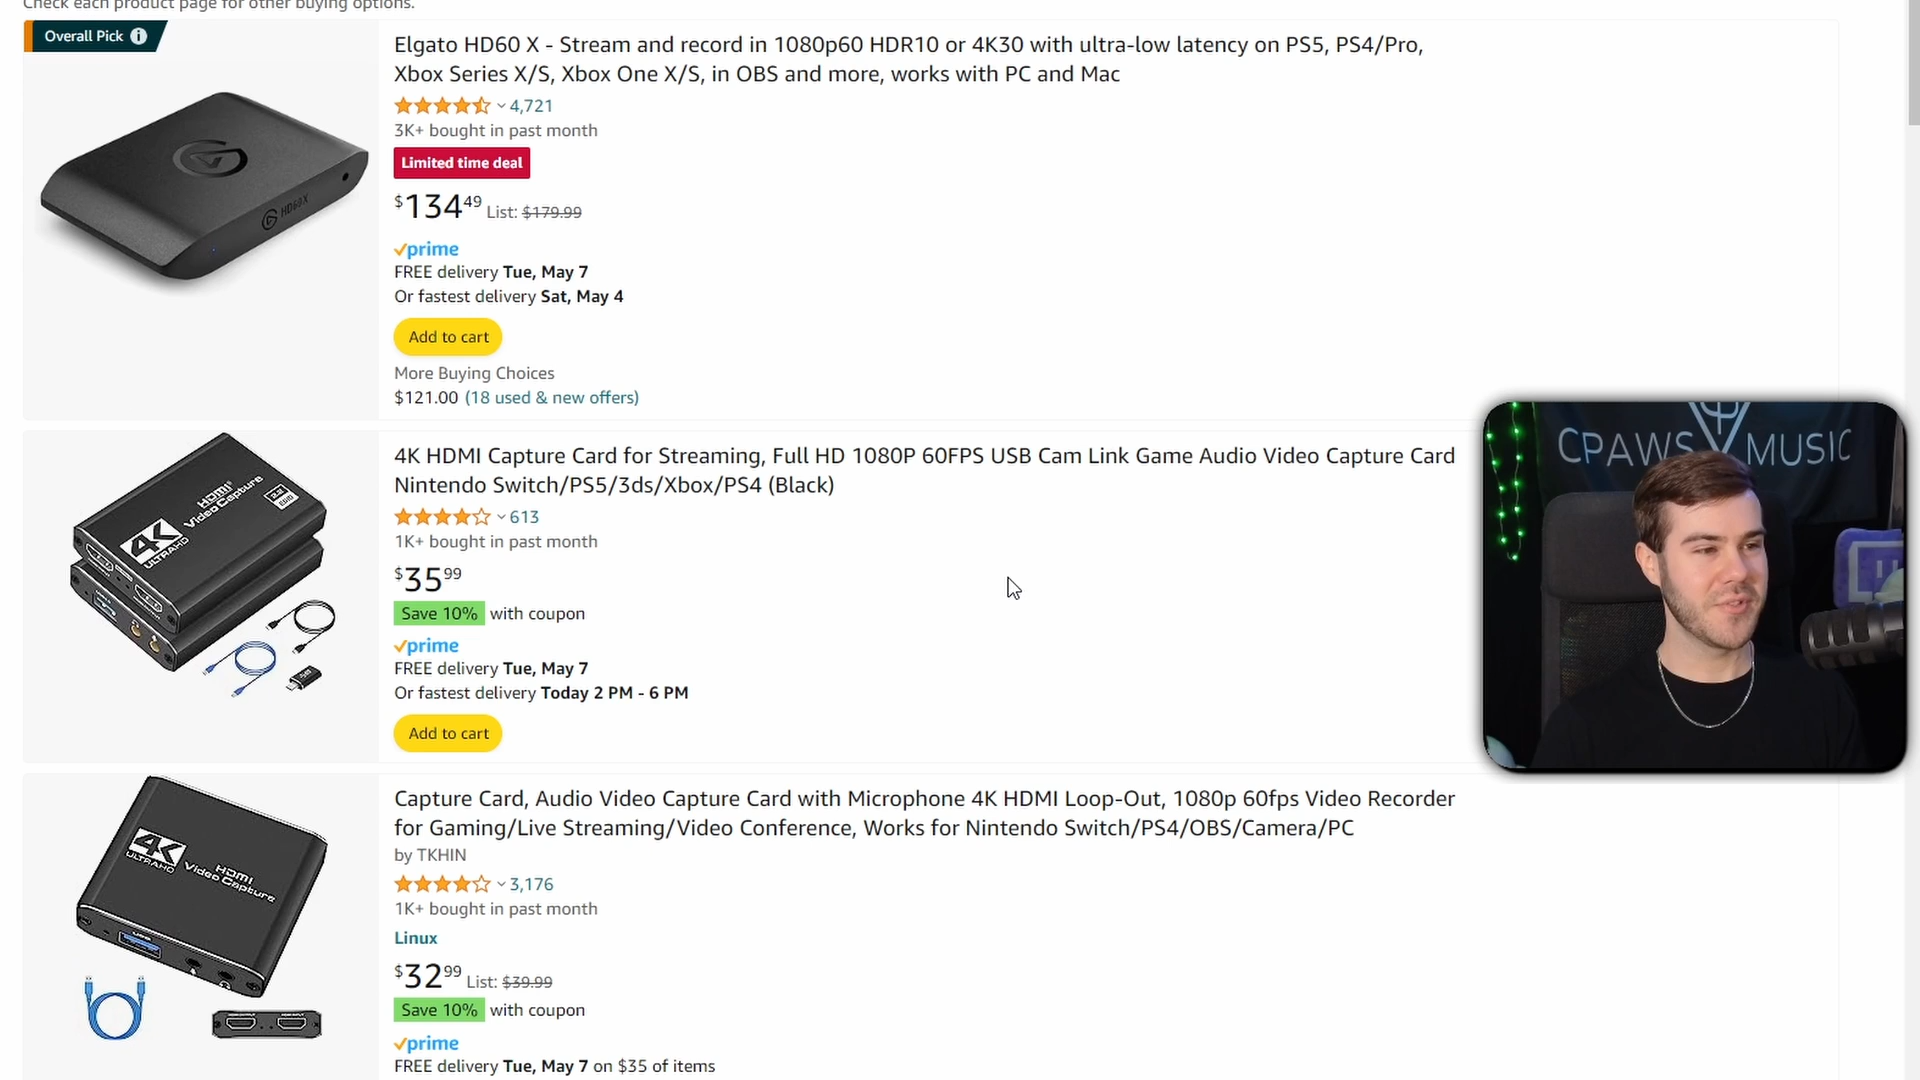 Check each product page for other buying options.
Overall Pick
Elgato HD60 X - Stream and record in 1080p60 HDR10 or 4K30 with ultra-low latency on PS5, PS4/Pro,
Xbox Series X/S, Xbox One X/S, in OBS and more, works with PC and Mac
4,721
3K+ bought in past month
Limited time deal
$134.49 List: $179.99
prime
FREE delivery Tue, May 7
Or fastest delivery Sat, May 4
Add to cart
More Buying Choices
$121.00 (18 used & new offers)
HD60 X
4K HDMI Capture Card for Streaming, Full HD 1080P 60FPS USB Cam Link Game Audio Video Capture Card
Nintendo Switch/PS5/3ds/Xbox/PS4 (Black)
613
1K+ bought in past month
$35.99
Save 10% with coupon
prime
FREE delivery Tue, May 7
Or fastest delivery Today 2 PM - 6 PM
Add to cart
4K
ULTRAHD
HDMI
Video Capture
CPAWS MUSIC
Capture Card, Audio Video Capture Card with Microphone 4K HDMI Loop-Out, 1080p 60fps Video Recorder
for Gaming/Live Streaming/Video Conference, Works for Nintendo Switch/PS4/OBS/Camera/PC
by TKHIN
3,176
1K+ bought in past month
Linux
$32.99 List: $39.99
Save 10% with coupon
prime
FREE delivery Tue, May 7 on $35 of items
4K
ULTRAHD
HDMI
Video Capture